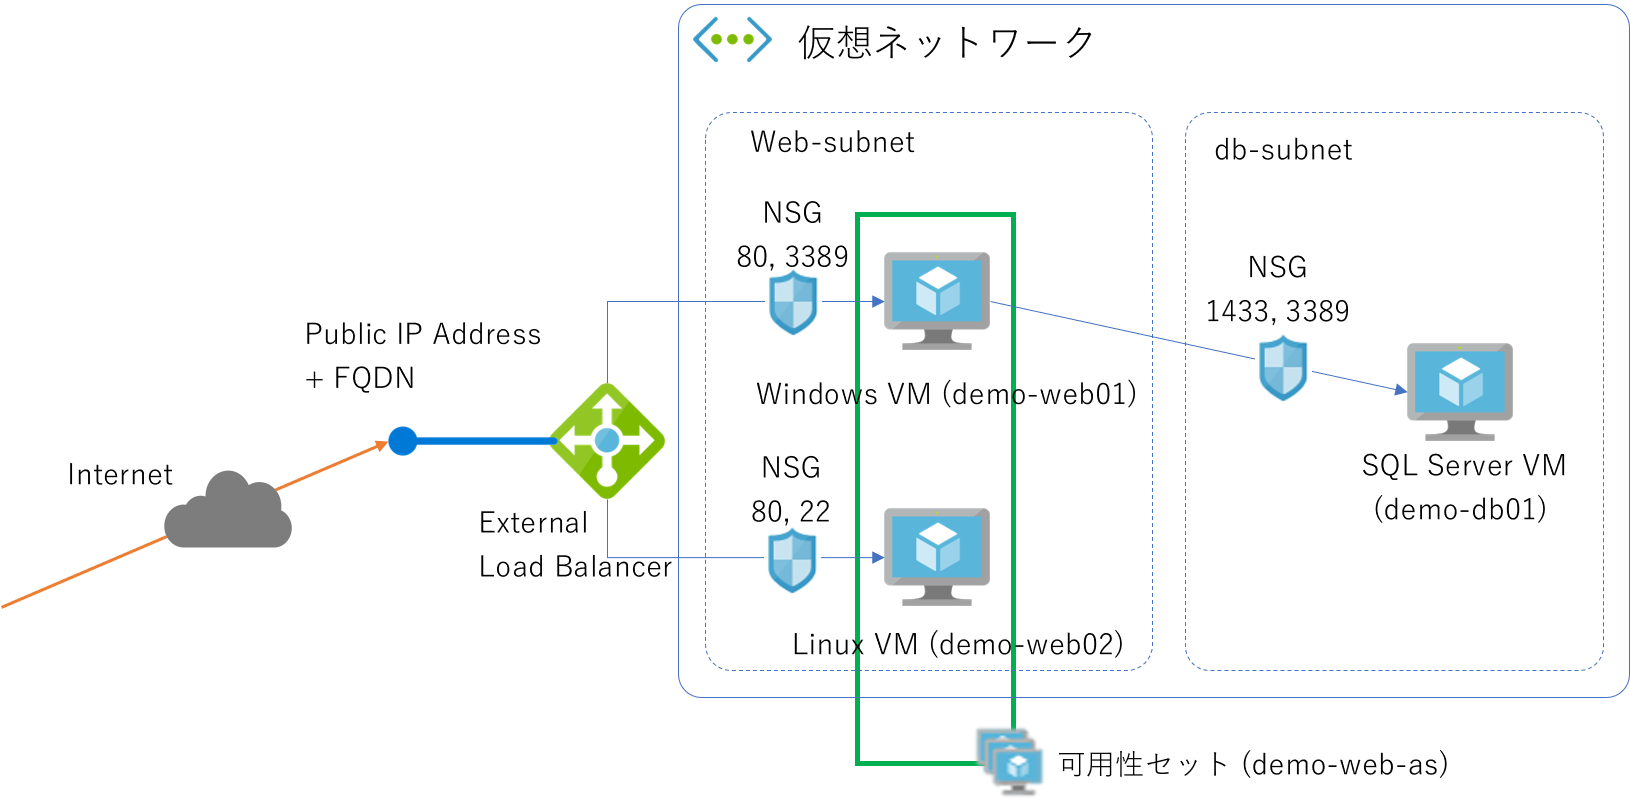 仮想ネットワーク
Web-subnet
db-subnet
NSG
80, 3389
NSG
1433, 3389
Public IP Address
+ FQDN
Windows VM (demo-web01)
Internet
NSG
80, 22
SQL Server VM
(demo-db01)
External
Load Balancer
Linux VM (demo-web02)
可用性セット (demo-web-as)